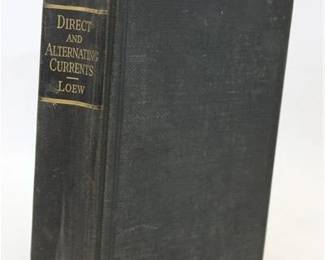 DIRECT
AND
ALTERNATING
CURRENTS
LOEW